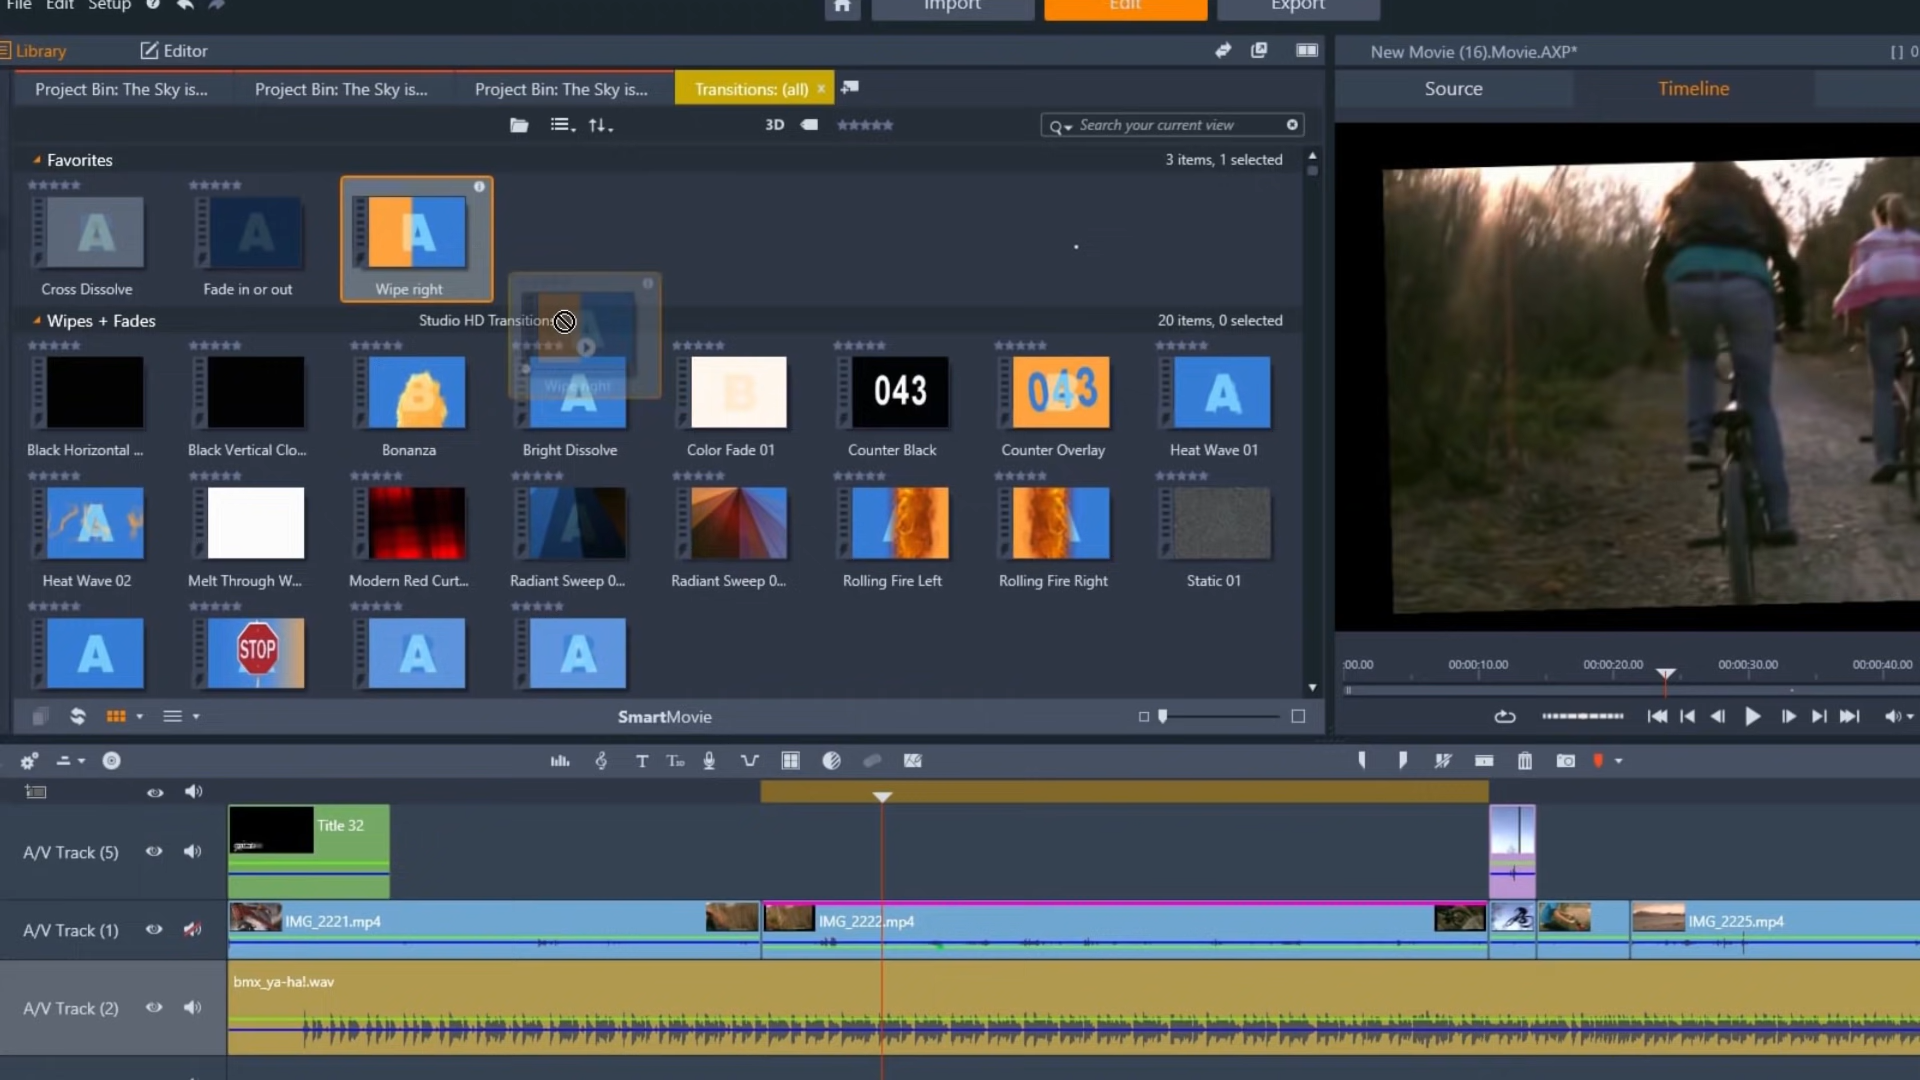 File Edit Setup
Import Edit Export
Library Editor
New Movie (16).Movie.AXP* [] 0
Project Bin: The Sky is... Project Bin: The Sky is... Project Bin: The Sky is... Transitions: (all) x
Source Timeline
3D Search your current view
Favorites 3 items, 1 selected
A A A
Cross Dissolve Fade in or out Wipe right
Wipes + Fades Studio HD Transition 20 items, 0 selected
Wipe right
B A B 043 043 A
Black Horizontal ... Black Vertical Clo... Bonanza Bright Dissolve Color Fade 01 Counter Black Counter Overlay Heat Wave 01
A A
Heat Wave 02 Melt Through W... Modern Red Curt... Radiant Sweep 0... Radiant Sweep 0... Rolling Fire Left Rolling Fire Right Static 01
A STOP A A
:00.00 00:00:10.00 00:00:20.00 00:00:30.00 00:00:40.00
SmartMovie
T T3D
A/V Track (5) Title 32
A/V Track (1) IMG_2221.mp4 IMG_2222.mp4 IMG_2225.mp4
A/V Track (2) bmx_ya-ha!.wav